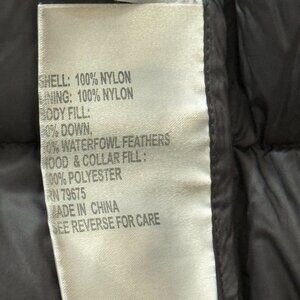 SHELL: 100% NYLON
LINING: 100% NYLON
BODY FILL:
0% DOWN,
0% WATERFOWL FEATHERS
HOOD & COLLAR FILL:
100% POLYESTER
RN 79675
MADE IN CHINA
SEE REVERSE FOR CARE